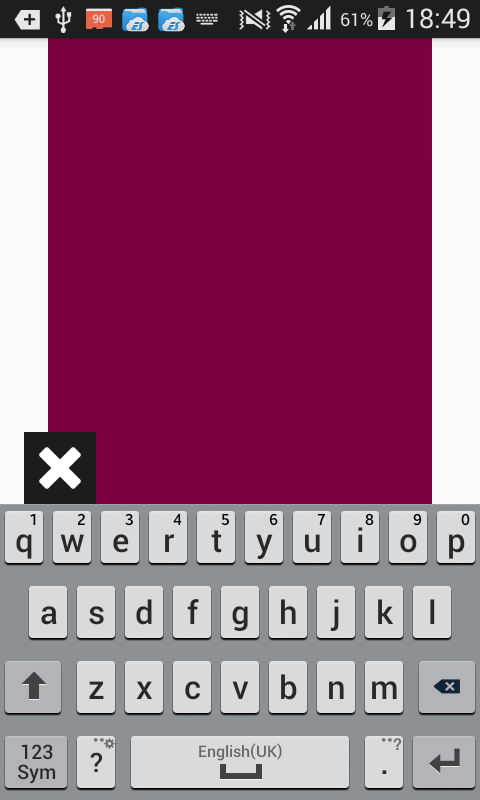 90 61% 18:49
1 2 3 4 5 6 7 8 9 0
q w e r t y u i o p
a s d f g h j k l
z x c v b n m
123 Sym ? English(UK) . ?